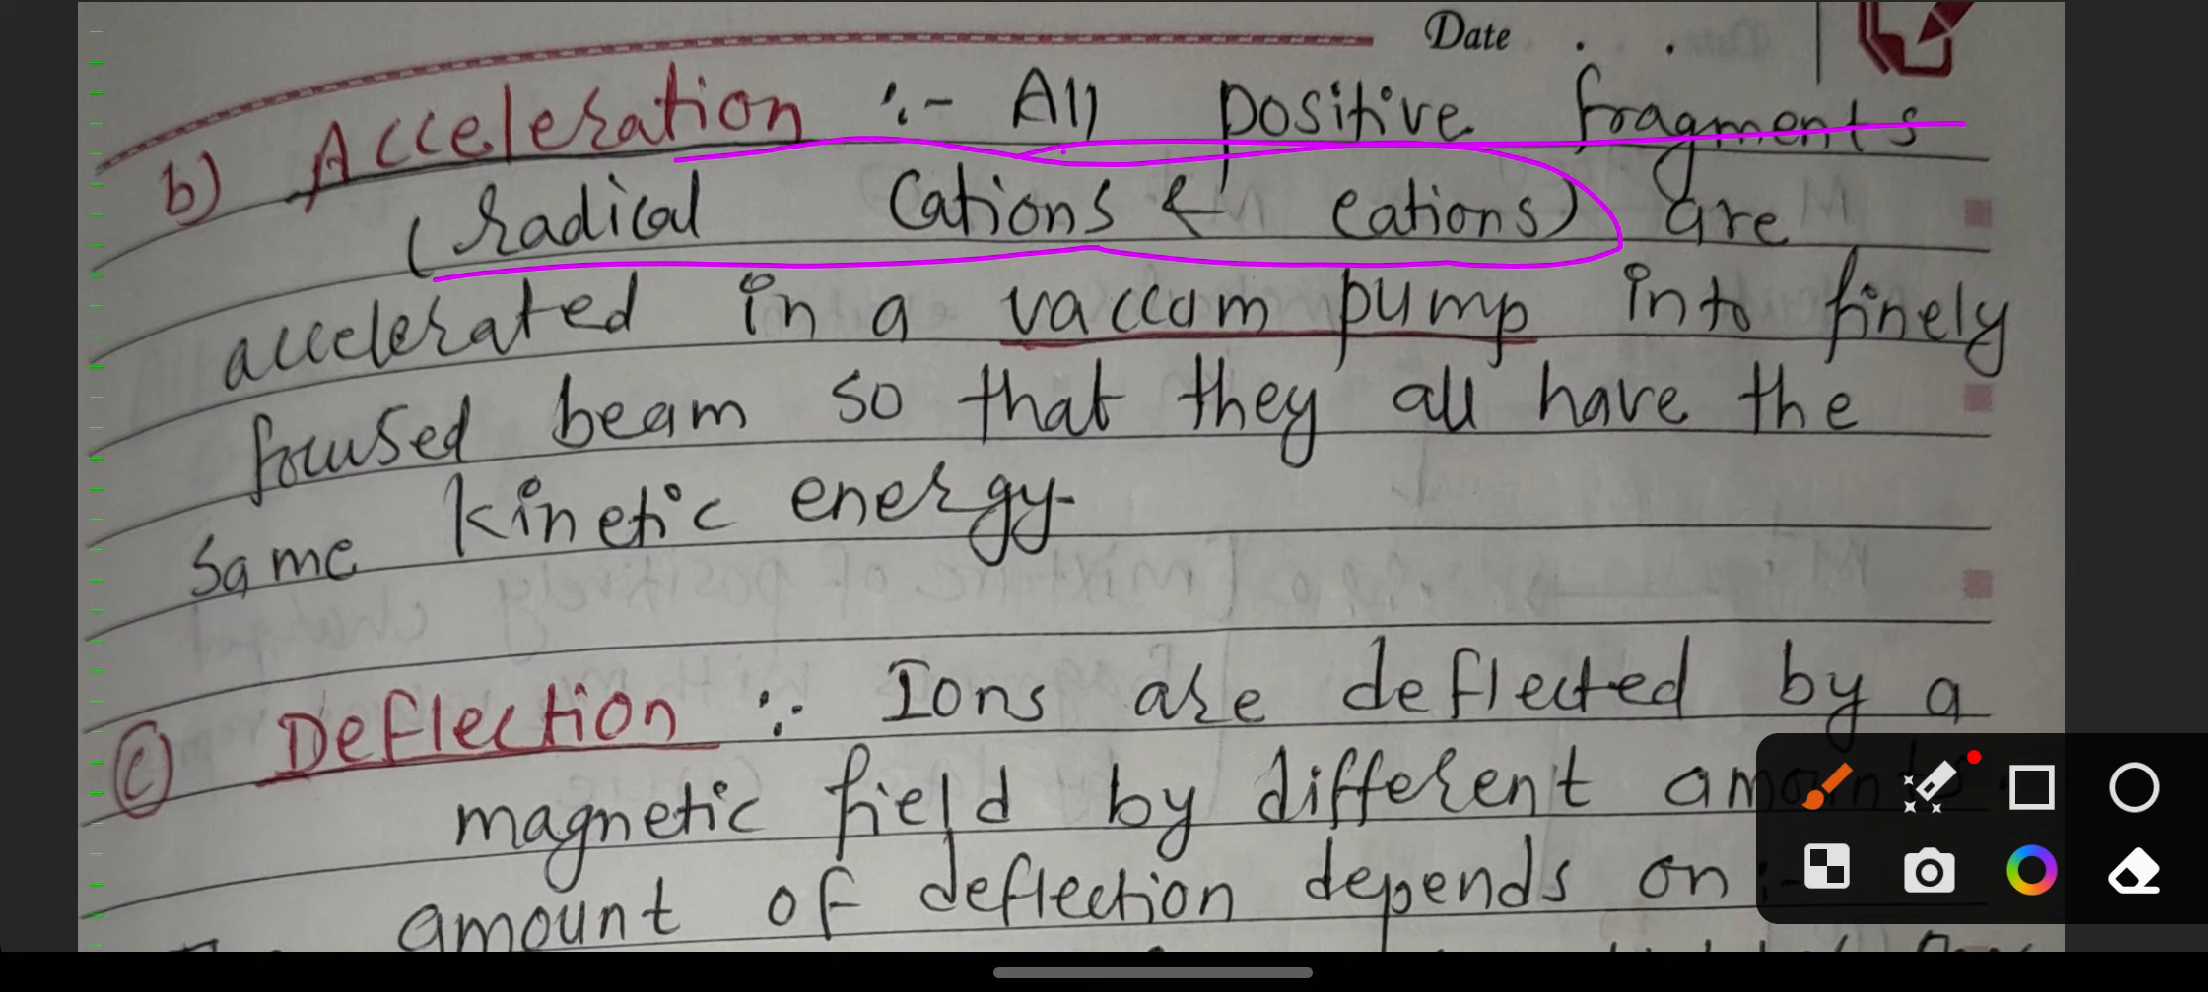 Date
b) Acceleration :- All positive fragments
(radical Cations & cations) are
accelerated in a vaccum pump into finely
focused beam so that they all have the
same kinetic energy.
c) Deflection :- Ions are deflected by a
magnetic field by different amounts.
amount of deflection depends on :-